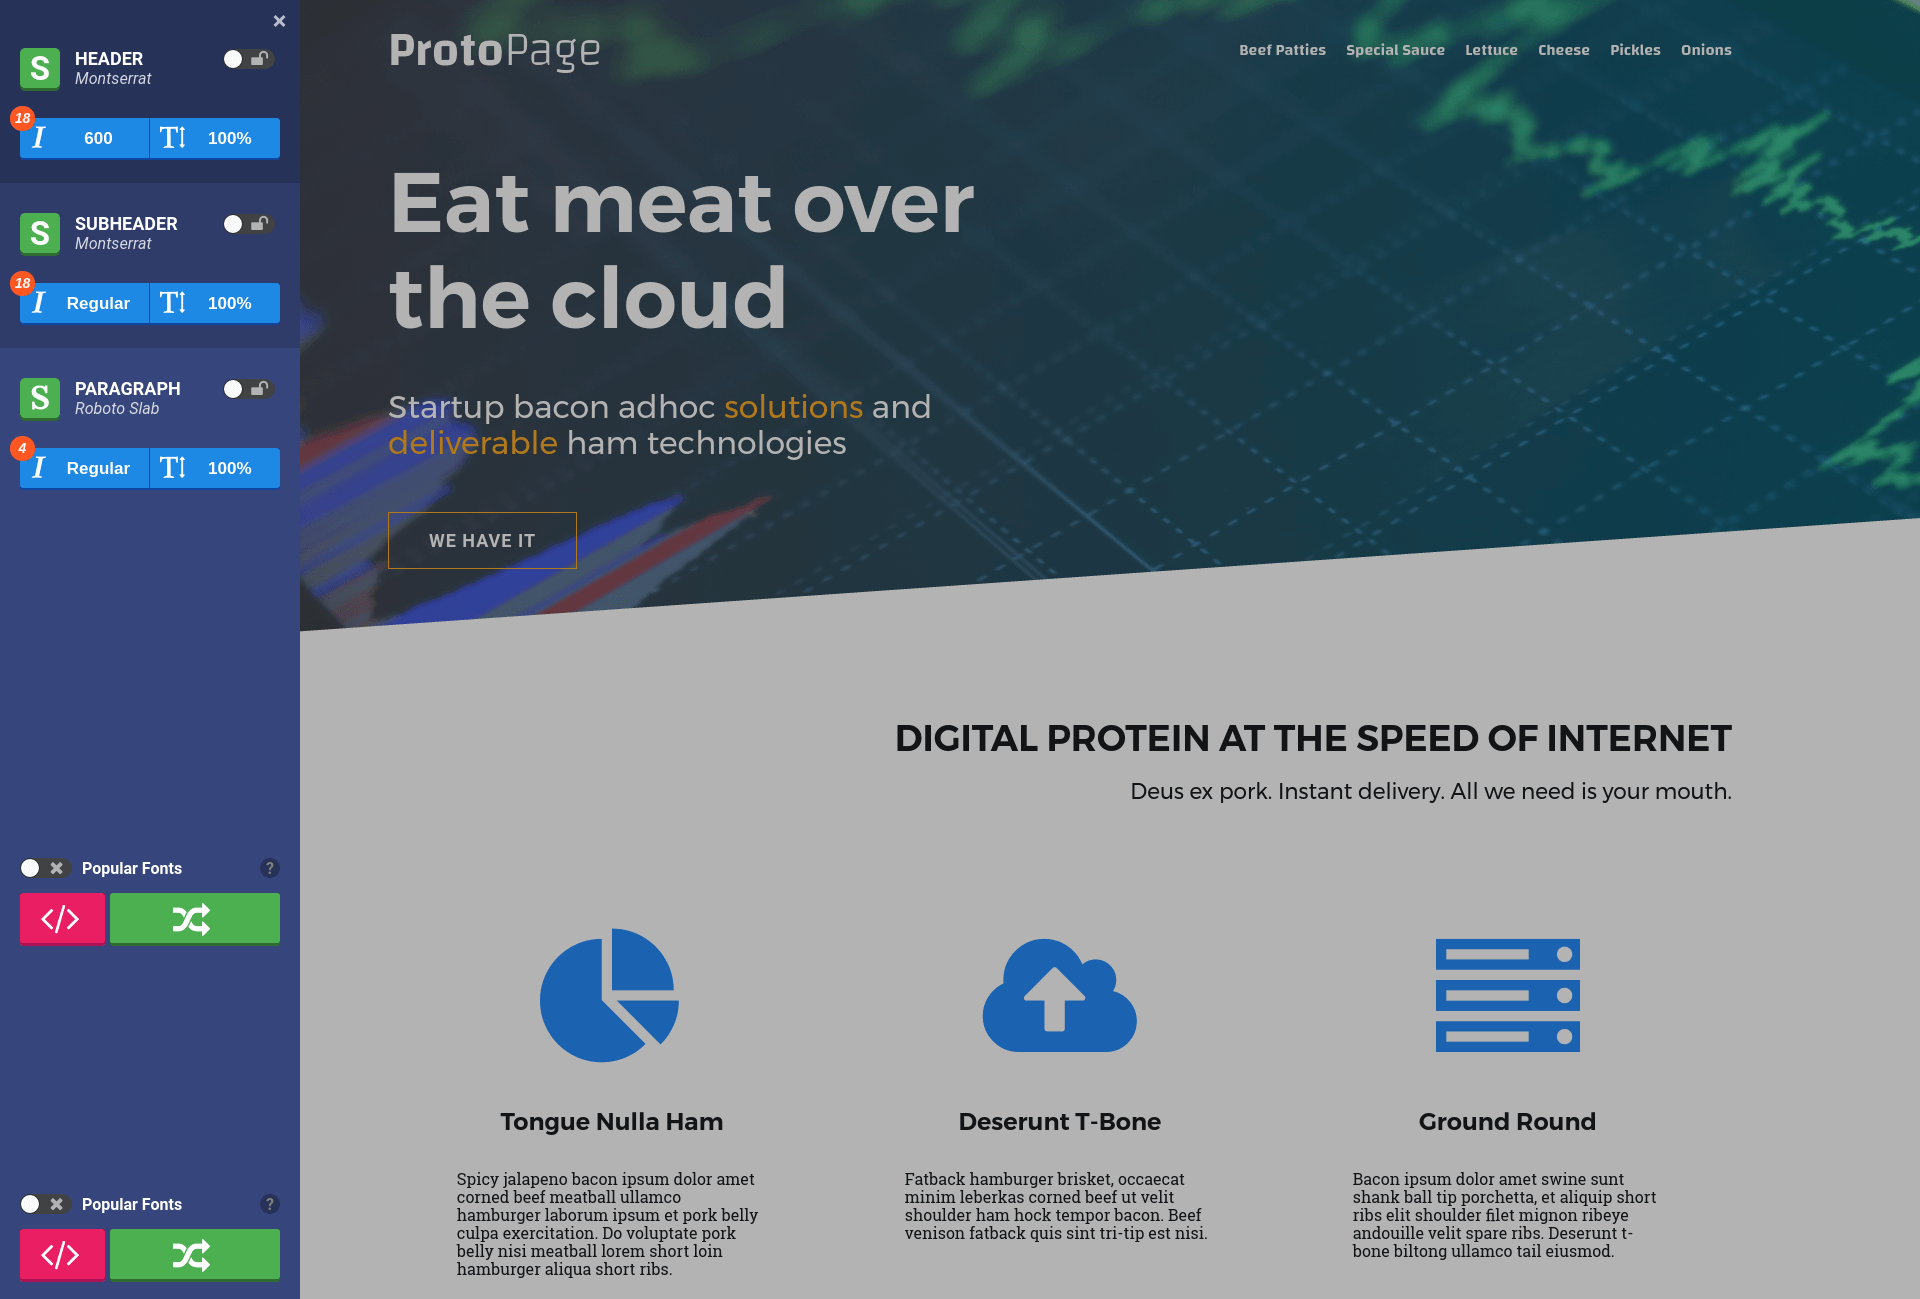 ×
S
HEADER
Montserrat
18
I
600
T
100%
S
SUBHEADER
Montserrat
18
I
Regular
T
100%
S
PARAGRAPH
Roboto Slab
4
I
Regular
T
100%
Popular Fonts
?
</>
Popular Fonts
?
</>
ProtoPage
Beef Patties Special Sauce Lettuce Cheese Pickles Onions
Eat meat over
the cloud
Startup bacon adhoc solutions and
deliverable ham technologies
WE HAVE IT
DIGITAL PROTEIN AT THE SPEED OF INTERNET
Deus ex pork. Instant delivery. All we need is your mouth.
Tongue Nulla Ham
Spicy jalapeno bacon ipsum dolor amet
corned beef meatball ullamco
hamburger laborum ipsum et pork belly
culpa exercitation. Do voluptate pork
belly nisi meatball lorem short loin
hamburger aliqua short ribs.
Deserunt T-Bone
Fatback hamburger brisket, occaecat
minim leberkas corned beef ut velit
shoulder ham hock tempor bacon. Beef
venison fatback quis sint tri-tip est nisi.
Ground Round
Bacon ipsum dolor amet swine sunt
shank ball tip porchetta, et aliquip short
ribs elit shoulder filet mignon ribeye
andouille velit spare ribs. Deserunt t-
bone biltong ullamco tail eiusmod.